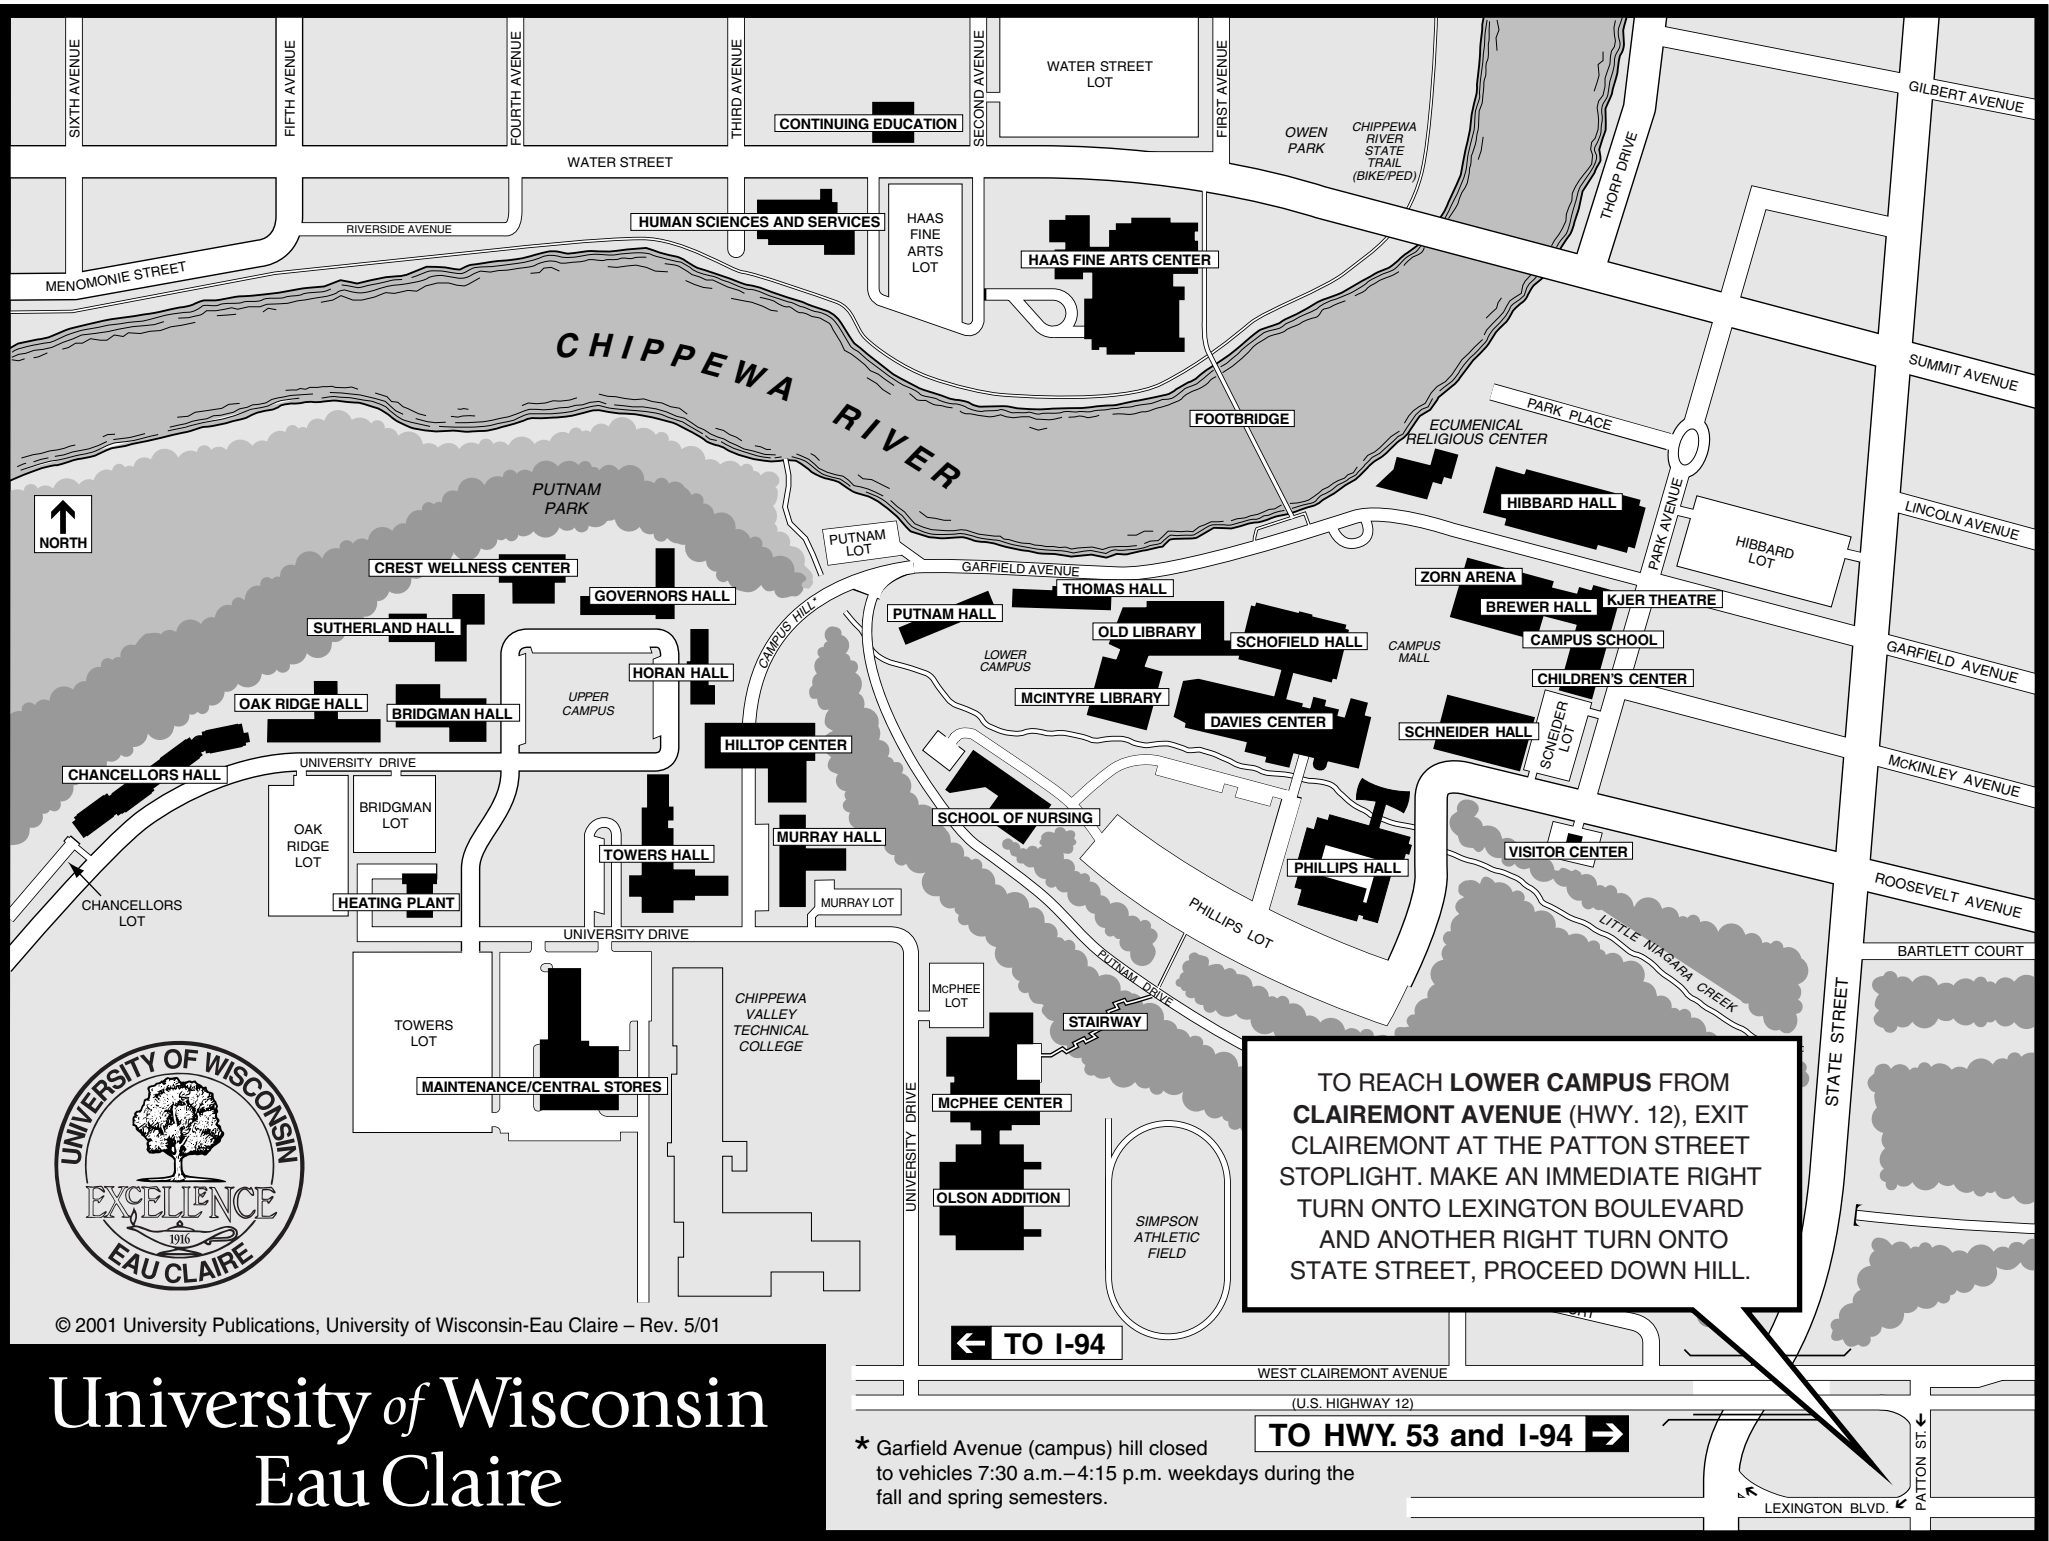 SIXTH AVENUE
FIFTH AVENUE
FOURTH AVENUE
THIRD AVENUE
SECOND AVENUE
FIRST AVENUE
WATER STREET
LOT
CONTINUING EDUCATION
OWEN
PARK
CHIPPEWA
RIVER
STATE
TRAIL
(BIKE/PED)
THORP DRIVE
GILBERT AVENUE
WATER STREET
HUMAN SCIENCES AND SERVICES
HAAS
FINE
ARTS
LOT
HAAS FINE ARTS CENTER
RIVERSIDE AVENUE
MENOMONIE STREET
CHIPPEWA RIVER
SUMMIT AVENUE
FOOTBRIDGE
PARK PLACE
ECUMENICAL
RELIGIOUS CENTER
HIBBARD HALL
PARK AVENUE
HIBBARD
LOT
LINCOLN AVENUE
NORTH
PUTNAM
PARK
PUTNAM
LOT
GARFIELD AVENUE
CREST WELLNESS CENTER
GOVERNORS HALL
SUTHERLAND HALL
CAMPUS HILL*
PUTNAM HALL
THOMAS HALL
OLD LIBRARY
SCHOFIELD HALL
LOWER
CAMPUS
CAMPUS
MALL
ZORN ARENA
BREWER HALL
KJER THEATRE
CAMPUS SCHOOL
CHILDREN'S CENTER
GARFIELD AVENUE
HORAN HALL
UPPER
CAMPUS
OAK RIDGE HALL
BRIDGMAN HALL
McINTYRE LIBRARY
DAVIES CENTER
SCHNEIDER HALL
SCNEIDER
LOT
HILLTOP CENTER
CHANCELLORS HALL
UNIVERSITY DRIVE
MCKINLEY AVENUE
BRIDGMAN
LOT
OAK
RIDGE
LOT
SCHOOL OF NURSING
TOWERS HALL
MURRAY HALL
PHILLIPS HALL
VISITOR CENTER
HEATING PLANT
CHANCELLORS
LOT
MURRAY LOT
PHILLIPS LOT
ROOSEVELT AVENUE
LITTLE NIAGARA CREEK
BARTLETT COURT
UNIVERSITY DRIVE
PUTNAM DRIVE
McPHEE
LOT
STAIRWAY
TOWERS
LOT
CHIPPEWA
VALLEY
TECHNICAL
COLLEGE
STATE STREET
MAINTENANCE/CENTRAL STORES
McPHEE CENTER
UNIVERSITY DRIVE
OLSON ADDITION
SIMPSON
ATHLETIC
FIELD
TO REACH LOWER CAMPUS FROM
CLAIREMONT AVENUE (HWY. 12), EXIT
CLAIREMONT AT THE PATTON STREET
STOPLIGHT. MAKE AN IMMEDIATE RIGHT
TURN ONTO LEXINGTON BOULEVARD
AND ANOTHER RIGHT TURN ONTO
STATE STREET, PROCEED DOWN HILL.
UNIVERSITY OF WISCONSIN
EXCELLENCE
1916
EAU CLAIRE
© 2001 University Publications, University of Wisconsin-Eau Claire – Rev. 5/01
TO I-94
WEST CLAIREMONT AVENUE
(U.S. HIGHWAY 12)
TO HWY. 53 and I-94
PATTON ST.
LEXINGTON BLVD.
University of Wisconsin
Eau Claire
* Garfield Avenue (campus) hill closed
to vehicles 7:30 a.m.–4:15 p.m. weekdays during the
fall and spring semesters.